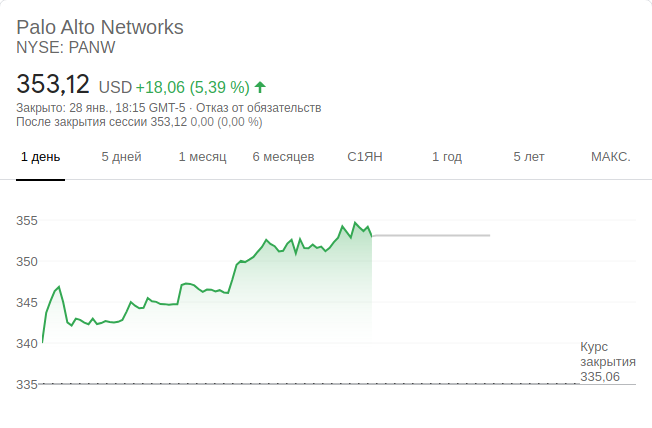 Palo Alto Networks
NYSE: PANW
353,12 USD +18,06 (5,39 %)
Закрыто: 28 янв., 18:15 GMT-5 · Отказ от обязательств
После закрытия сессии 353,12 0,00 (0,00 %)
1 день 5 дней 1 месяц 6 месяцев С1ЯН 1 год 5 лет МАКС.
355
350
345
340
Курс
закрытия
335,06
335